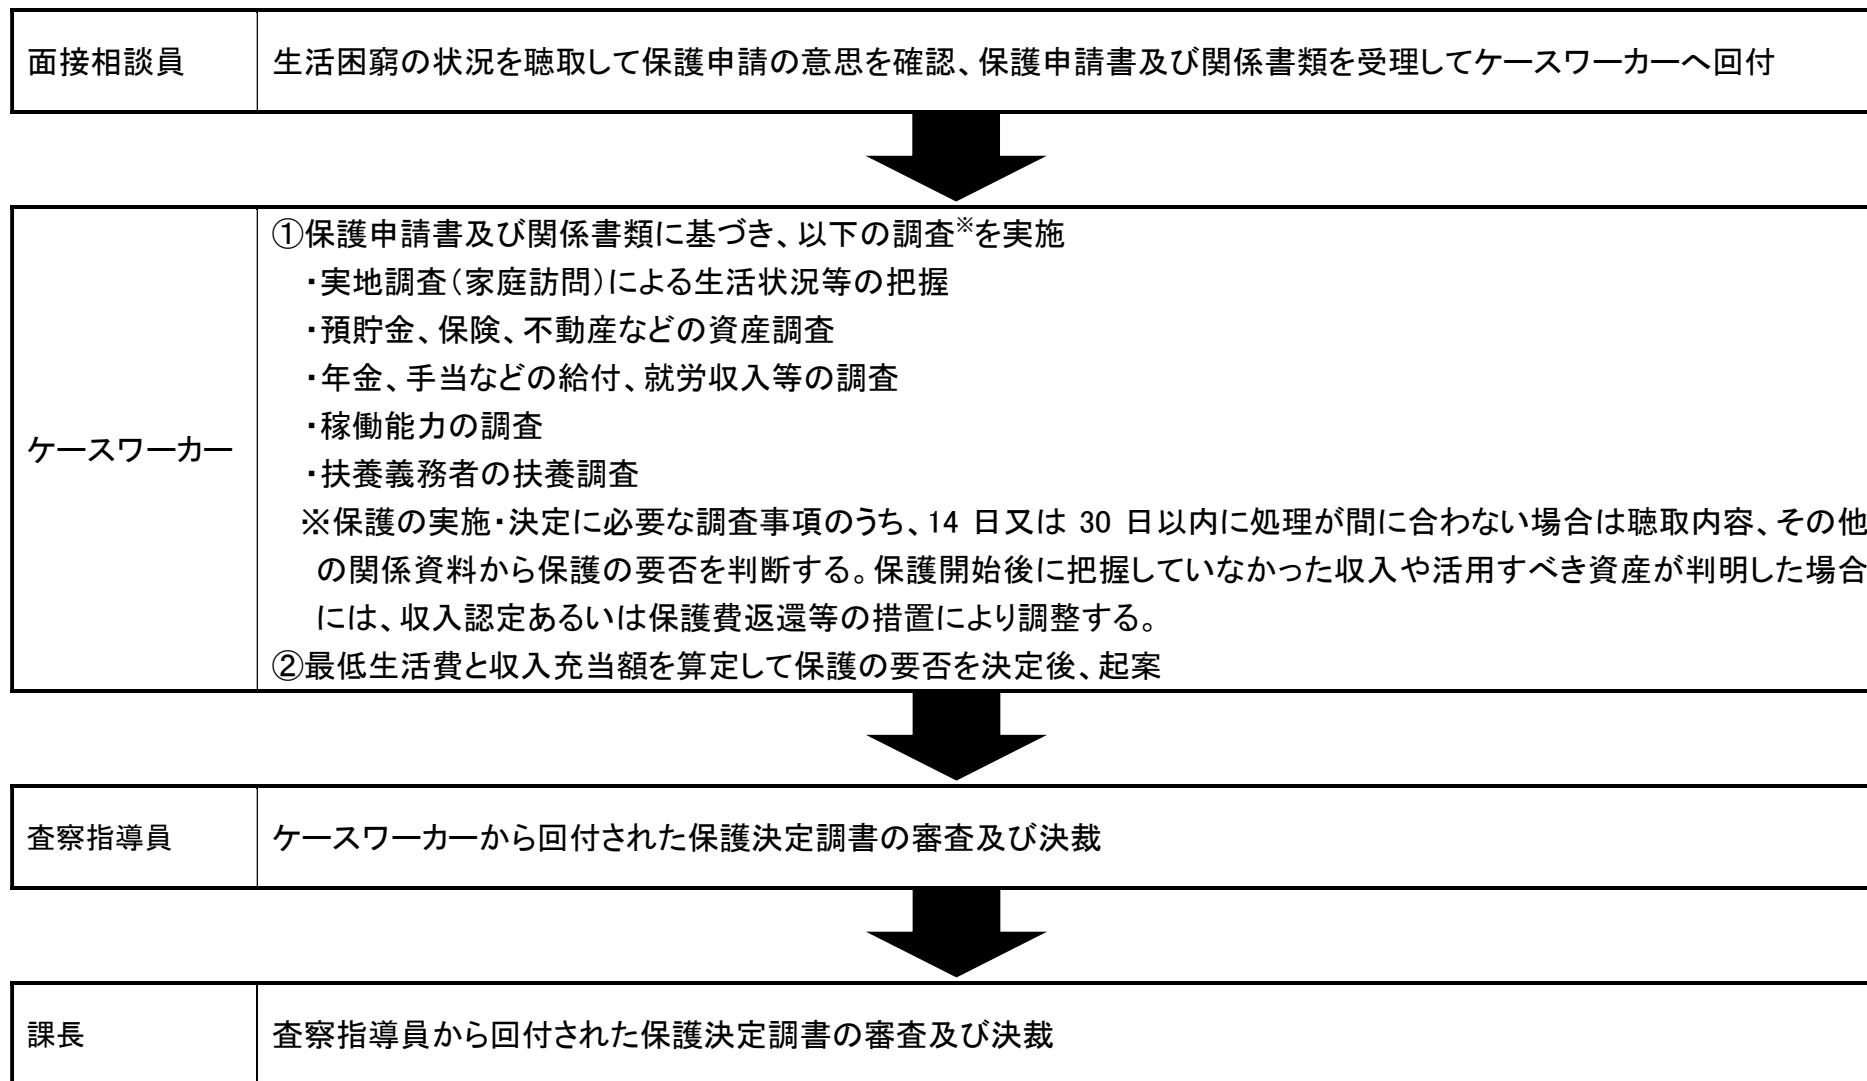 面接相談員
生活困窮の状況を聴取して保護申請の意思を確認、保護申請書及び関係書類を受理してケースワーカーへ回付
ケースワーカー
①保護申請書及び関係書類に基づき、以下の調査※を実施
・実地調査（家庭訪問）による生活状況等の把握
・預貯金、保険、不動産などの資産調査
・年金、手当などの給付、就労収入等の調査
・稼働能力の調査
・扶養義務者の扶養調査
※保護の実施・決定に必要な調査事項のうち、14 日又は 30 日以内に処理が間に合わない場合は聴取内容、その他
の関係資料から保護の要否を判断する。保護開始後に把握していなかった収入や活用すべき資産が判明した場合
には、収入認定あるいは保護費返還等の措置により調整する。
②最低生活費と収入充当額を算定して保護の要否を決定後、起案
査察指導員
ケースワーカーから回付された保護決定調書の審査及び決裁
課長
査察指導員から回付された保護決定調書の審査及び決裁